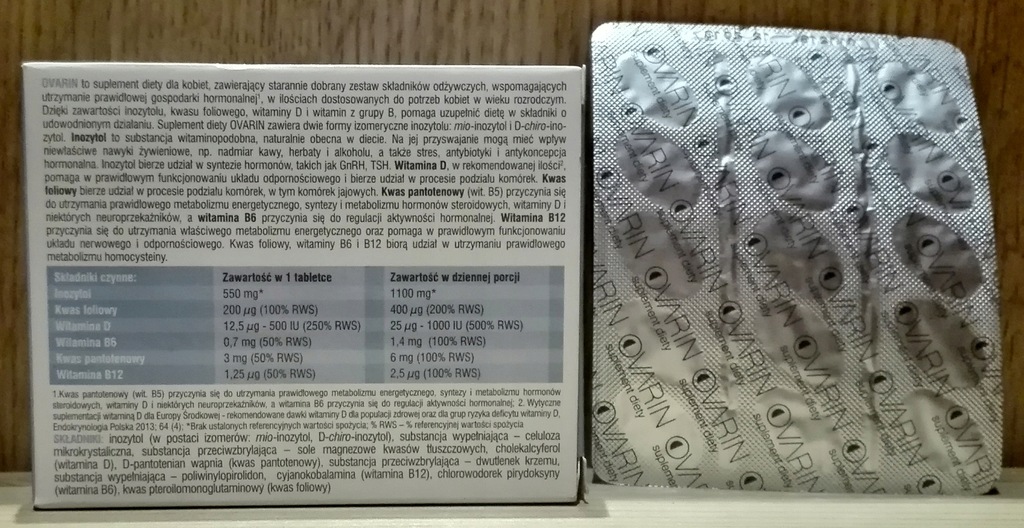 OVARIN to suplement diety dla kobiet, zawierający starannie dobrany zestaw składników odżywczych, wspomagających
utrzymanie prawidłowej gospodarki hormonalnej¹, w ilościach dostosowanych do potrzeb kobiet w wieku rozrodczym.
Dzięki zawartości inozytolu, kwasu foliowego, witaminy D i witamin z grupy B, pomaga uzupełnić dietę w składniki o
udowodnionym działaniu. Suplement diety OVARIN zawiera dwie formy izomeryczne inozytolu: mio-inozytol i D-chiro-ino-
zytol. Inozytol to substancja witaminopodobna, naturalnie obecna w diecie. Na jej przyswajanie mogą mieć wpływ
niewłaściwe nawyki żywieniowe, np. nadmiar kawy, herbaty i alkoholu, a także stres, antybiotyki i antykoncepcja
hormonalna. Inozytol bierze udział w syntezie hormonów, takich jak GnRH, TSH. Witamina D, w rekomendowanej ilości²,
pomaga w prawidłowym funkcjonowaniu układu odpornościowego i bierze udział w procesie podziału komórek. Kwas
foliowy bierze udział w procesie podziału komórek, w tym komórek jajowych. Kwas pantotenowy (wit. B5) przyczynia się
do utrzymania prawidłowego metabolizmu energetycznego, syntezy i metabolizmu hormonów steroidowych, witaminy D i
niektórych neuroprzekaźników, a witamina B6 przyczynia się do regulacji aktywności hormonalnej. Witamina B12
przyczynia się do utrzymania właściwego metabolizmu energetycznego oraz pomaga w prawidłowym funkcjonowaniu
układu nerwowego i odpornościowego. Kwas foliowy, witaminy B6 i B12 biorą udział w utrzymaniu prawidłowego
metabolizmu homocysteiny.
Składniki czynne: Zawartość w 1 tabletce Zawartość w dziennej porcji
Inozytol 550 mg* 1100 mg*
Kwas foliowy 200 µg (100% RWS) 400 µg (200% RWS)
Witamina D 12,5 µg - 500 IU (250% RWS) 25 µg - 1000 IU (500% RWS)
Witamina B6 0,7 mg (50% RWS) 1,4 mg (100% RWS)
Kwas pantotenowy 3 mg (50% RWS) 6 mg (100% RWS)
Witamina B12 1,25 µg (50% RWS) 2,5 µg (100% RWS)
1.Kwas pantotenowy (wit. B5) przyczynia się do utrzymania prawidłowego metabolizmu energetycznego, syntezy i metabolizmu hormonów
steroidowych, witaminy D i niektórych neuroprzekaźników, a witamina B6 przyczynia się do regulacji aktywności hormonalnej; 2. Wytyczne
suplementacji witaminą D dla Europy Środkowej - rekomendowane dawki witaminy D dla populacji zdrowej oraz dla grup ryzyka deficytu witaminy D,
Endokrynologia Polska 2013; 64 (4); *Brak ustalonych referencyjnych wartości spożycia; % RWS – % referencyjnej wartości spożycia
SKŁADNIKI: inozytol (w postaci izomerów: mio-inozytol, D-chiro-inozytol), substancja wypełniająca - celuloza
mikrokrystaliczna, substancja przeciwzbrylająca - sole magnezowe kwasów tłuszczowych, cholekalcyferol
(witamina D), D-pantotenian wapnia (kwas pantotenowy), substancja przeciwzbrylająca - dwutlenek krzemu,
substancja wypełniająca - poliwinylopirolidon, cyjanokobalamina (witamina B12), chlorowodorek pirydoksyny
(witamina B6), kwas pteroilomonoglutaminowy (kwas foliowy)
OVARIN
suplement diety
OVARIN
suplement diety
OVARIN
suplement diety
OVARIN
suplement diety
OVARIN
suplement diety
OVARIN
suplement diety